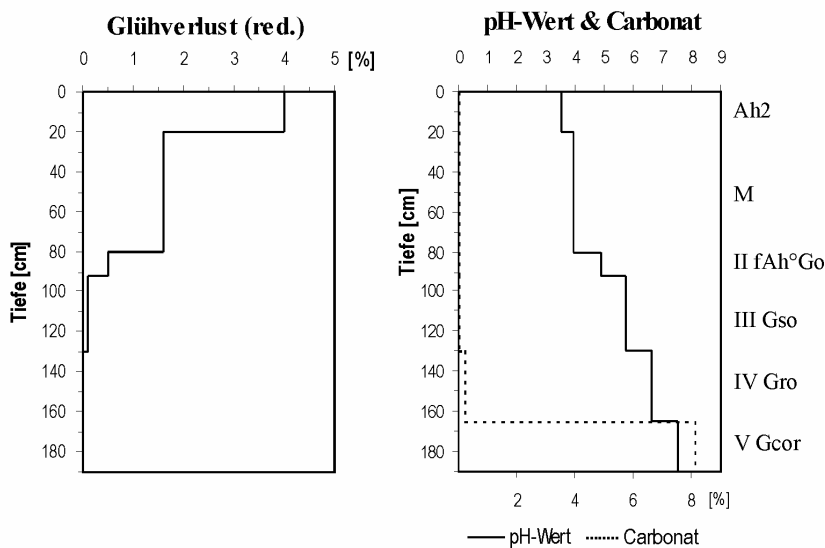 Glühverlust (red.)
0 1 2 3 4 5 [%]
Tiefe [cm]
0
20
40
60
80
100
120
140
160
180
pH-Wert & Carbonat
0 1 2 3 4 5 6 7 8 9
Tiefe [cm]
0
20
40
60
80
100
120
140
160
180
Ah2
M
II fAh°Go
III Gso
IV Gro
V Gcor
2 4 6 8 [%]
pH-Wert Carbonat